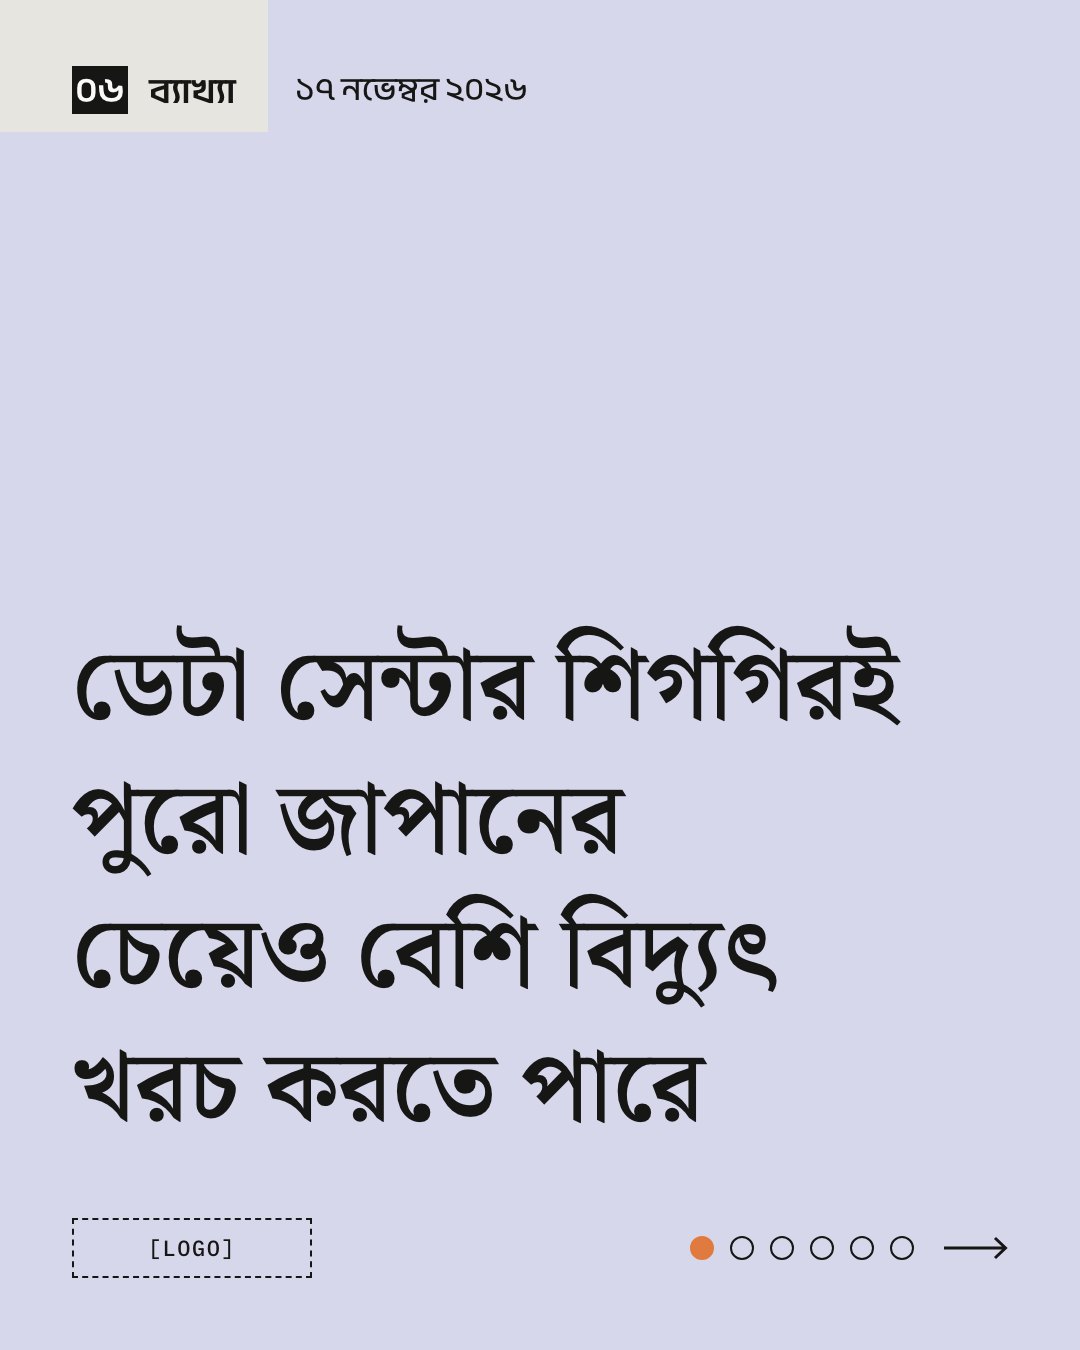 ০৬ ব্যাখ্যা ১৭ নভেম্বর ২০২৬
ডেটা সেন্টার শিগগিরই
পুরো জাপানের
চেয়েও বেশি বিদ্যুৎ
খরচ করতে পারে
[LOGO]